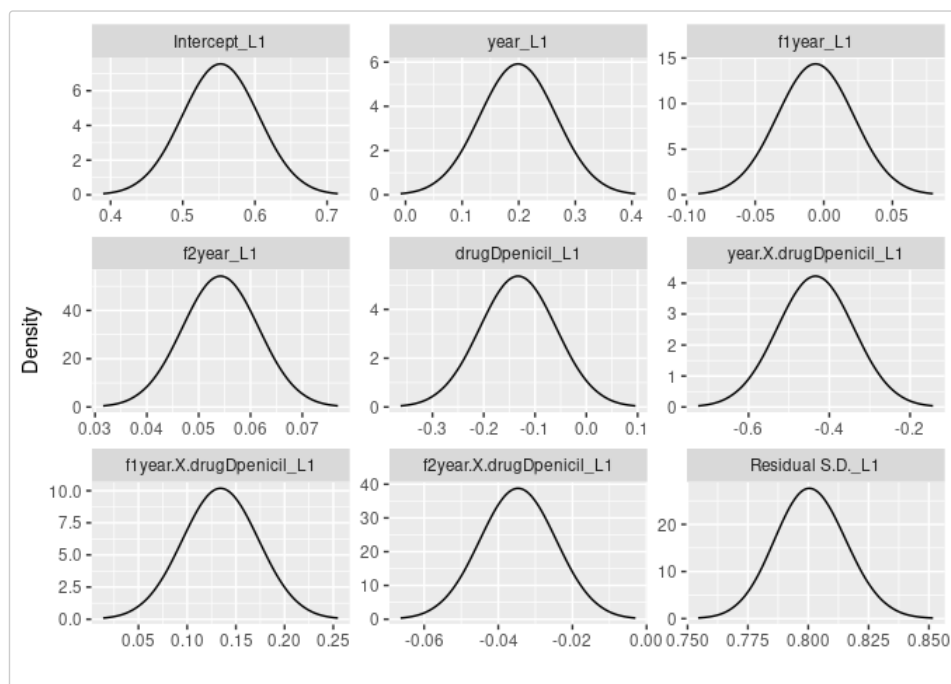 Intercept_L1
year_L1
f1year_L1
6
4
2
0
0.4 0.5 0.6 0.7
6
4
2
0
0.0 0.1 0.2 0.3 0.4
15
10
5
0
-0.10 -0.05 0.00 0.05
f2year_L1
drugDpenicil_L1
year.X.drugDpenicil_L1
Density
40
20
0
0.03 0.04 0.05 0.06 0.07
4
2
0
-0.3 -0.2 -0.1 0.0 0.1
4
3
2
1
0
-0.6 -0.4 -0.2
f1year.X.drugDpenicil_L1
f2year.X.drugDpenicil_L1
Residual S.D._L1
10.0
7.5
5.0
2.5
0.0
0.05 0.10 0.15 0.20 0.25
40
30
20
10
0
-0.06 -0.04 -0.02 0.00
20
10
0
0.750 0.775 0.800 0.825 0.850